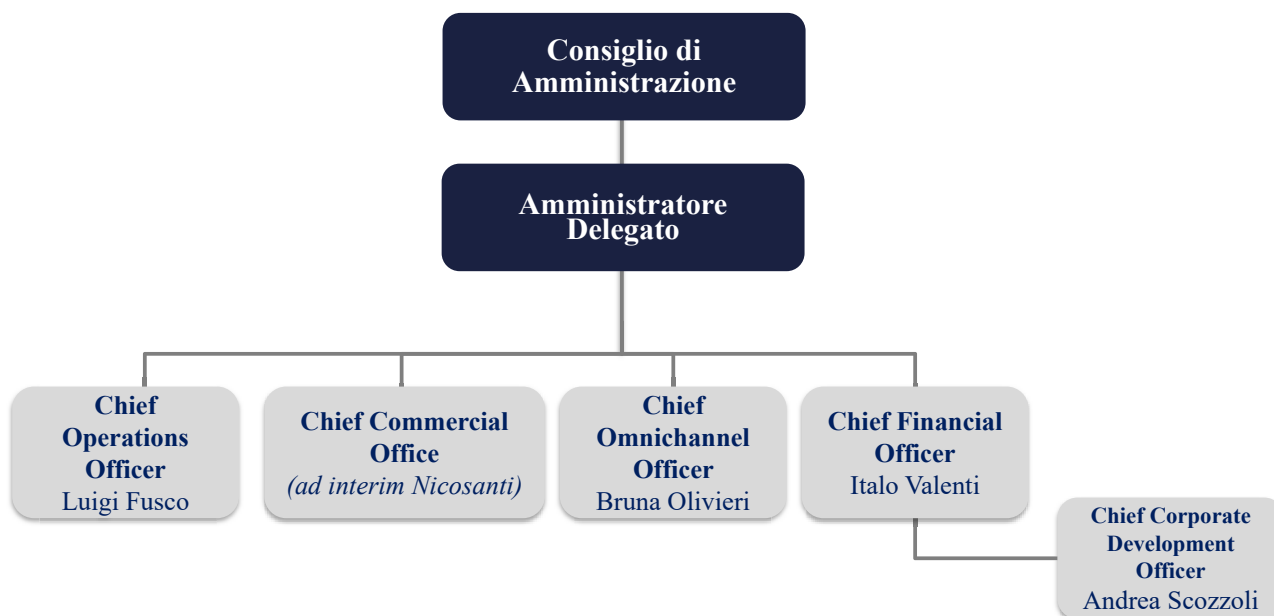 Consiglio di
Amministrazione
Amministratore
Delegato
Chief
Operations
Officer
Luigi Fusco
Chief Commercial
Office
(ad interim Nicosanti)
Chief
Omnichannel
Officer
Bruna Olivieri
Chief Financial
Officer
Italo Valenti
Chief Corporate
Development
Officer
Andrea Scozzoli